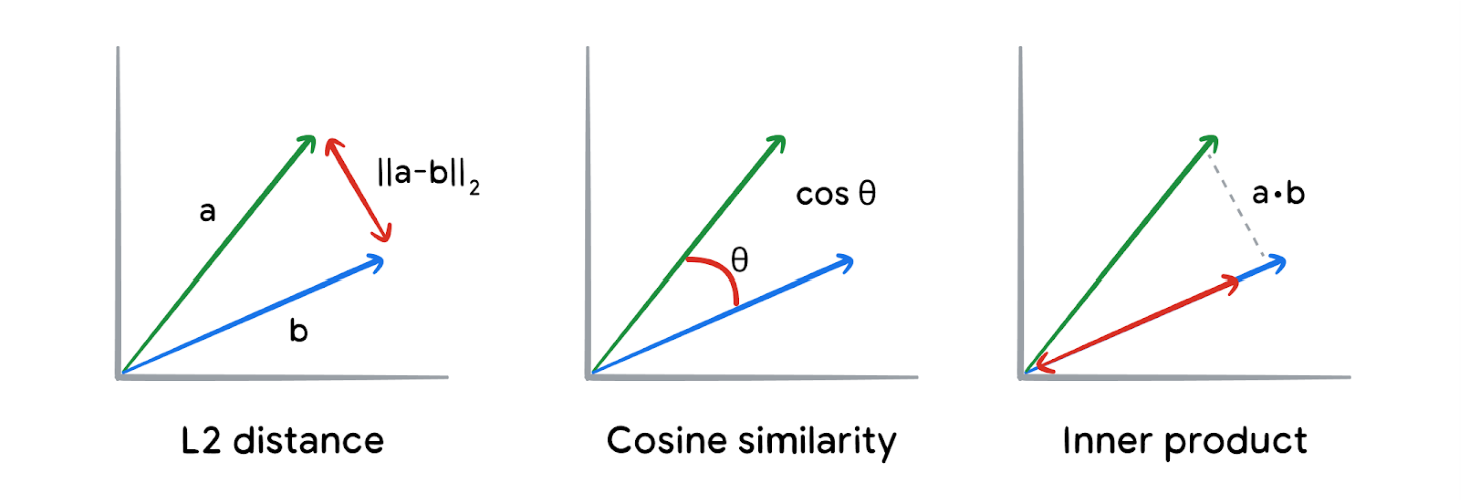 a
b
||a-b||₂
L2 distance
θ
cos θ
Cosine similarity
a•b
Inner product